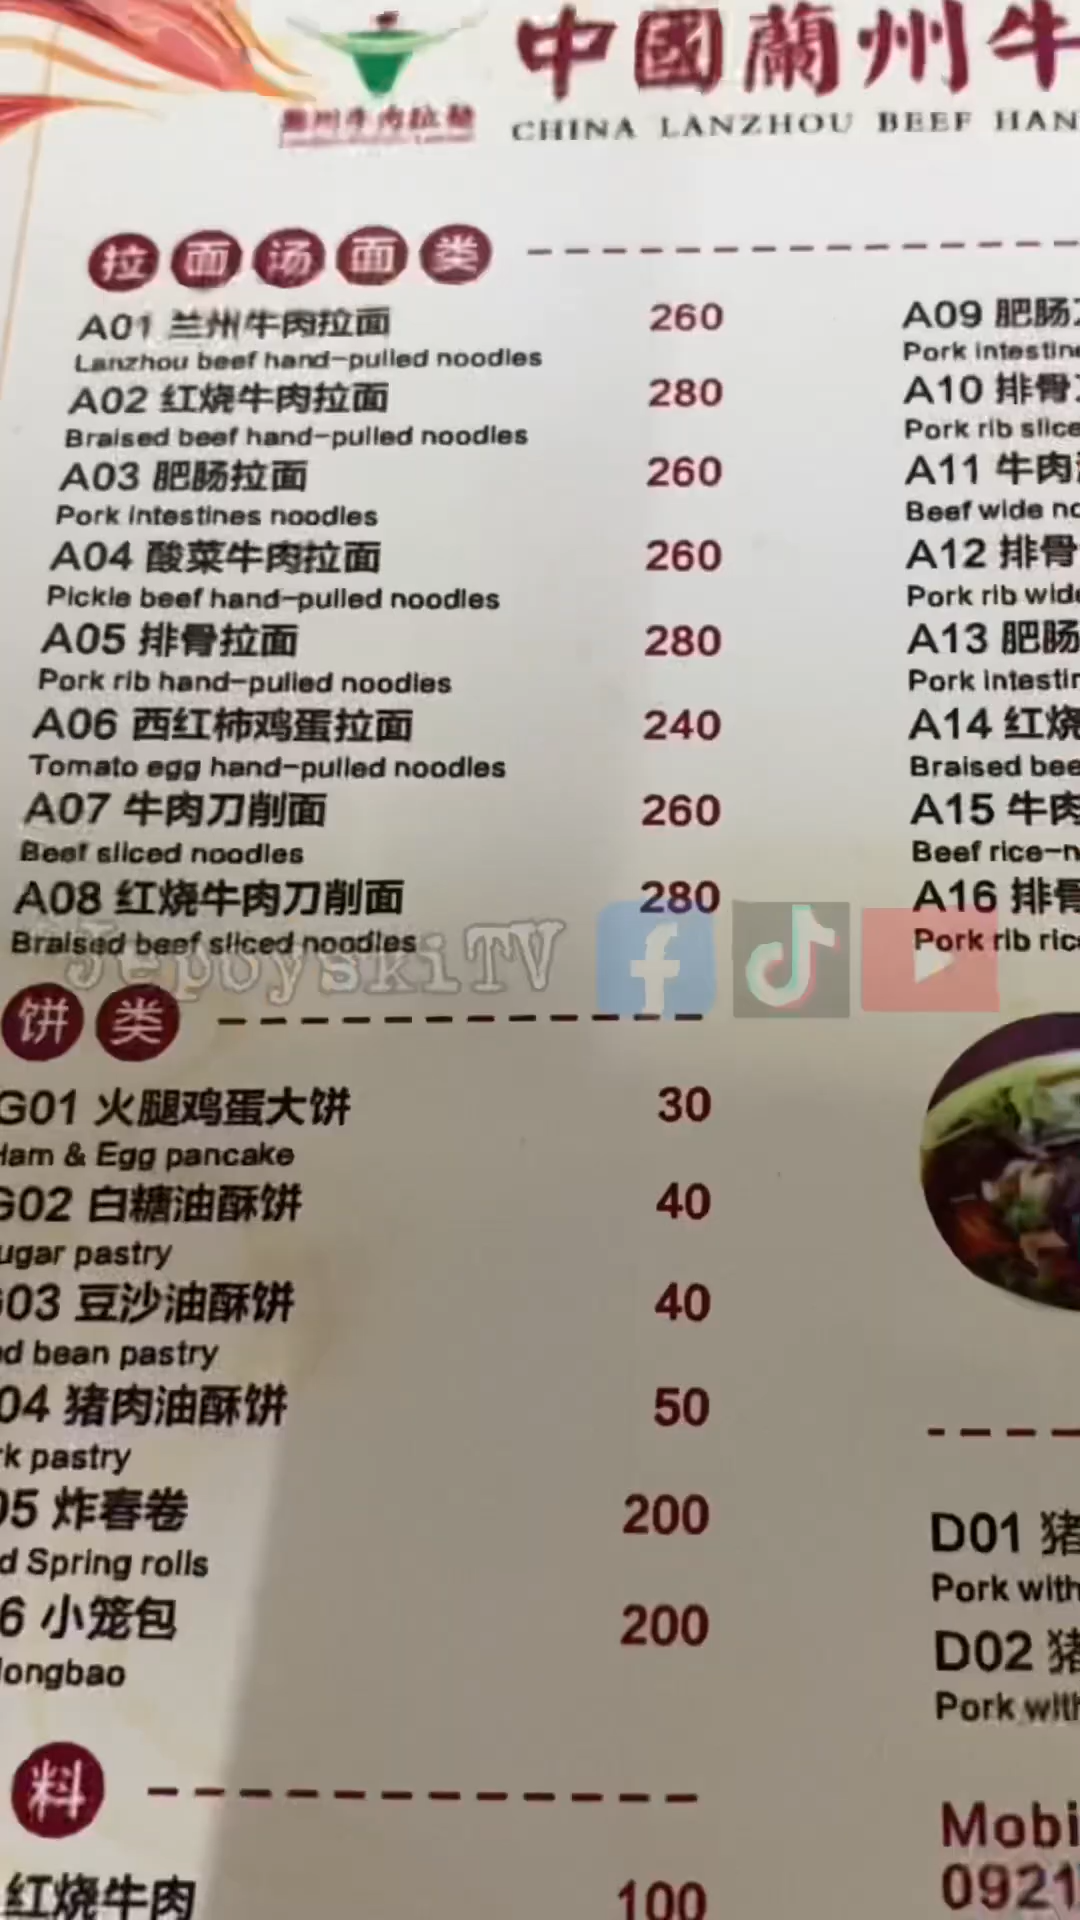 中國蘭州牛
蘭州牛肉拉麵
CHINA LANZHOU BEEF HAN
拉面汤面类
A01 兰州牛肉拉面 260
Lanzhou beef hand-pulled noodles
A02 红烧牛肉拉面 280
Braised beef hand-pulled noodles
A03 肥肠拉面 260
Pork intestines noodles
A04 酸菜牛肉拉面 260
Pickle beef hand-pulled noodles
A05 排骨拉面 280
Pork rib hand-pulled noodles
A06 西红柿鸡蛋拉面 240
Tomato egg hand-pulled noodles
A07 牛肉刀削面 260
Beef sliced noodles
A08 红烧牛肉刀削面 280
Braised beef sliced noodles
A09 肥肠
Pork intestine
A10 排骨
Pork rib slice
A11 牛肉
Beef wide no
A12 排骨
Pork rib wide
A13 肥肠
Pork intestin
A14 红烧
Braised bee
A15 牛肉
Beef rice-n
A16 排骨
Pork rib ric
JepoyskiTV
饼类
G01 火腿鸡蛋大饼 30
Ham & Egg pancake
G02 白糖油酥饼 40
ugar pastry
G03 豆沙油酥饼 40
d bean pastry
04 猪肉油酥饼 50
rk pastry
05 炸春卷 200
d Spring rolls
6 小笼包 200
longbao
料
红烧牛肉 100
D01 猪
Pork with
D02 猪
Pork with
Mobi
0921